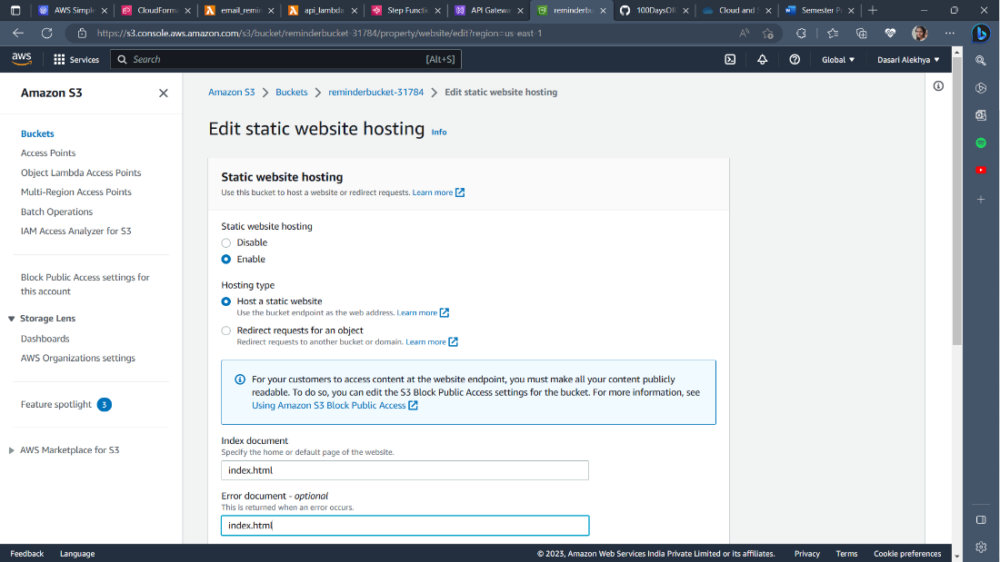 AWS Simple
CloudForma
email_remin
api_lambda
Step Functi
API Gatewa
reminderbu
100DaysOf
Cloud and
Semester Pr
https://s3.console.aws.amazon.com/s3/bucket/reminderbucket-31784/property/website/edit?region=us-east-1
aws
Services
Search
[Alt+S]
Global
Dasari Alekhya
Amazon S3
Buckets
Access Points
Object Lambda Access Points
Multi-Region Access Points
Batch Operations
IAM Access Analyzer for S3
Block Public Access settings for
this account
Storage Lens
Dashboards
AWS Organizations settings
Feature spotlight 3
AWS Marketplace for S3
Amazon S3 > Buckets > reminderbucket-31784 > Edit static website hosting
Edit static website hosting Info
Static website hosting
Use this bucket to host a website or redirect requests. Learn more
Static website hosting
Disable
Enable
Hosting type
Host a static website
Use the bucket endpoint as the web address. Learn more
Redirect requests for an object
Redirect requests to another bucket or domain. Learn more
For your customers to access content at the website endpoint, you must make all your content publicly
readable. To do so, you can edit the S3 Block Public Access settings for the bucket. For more information, see
Using Amazon S3 Block Public Access
Index document
Specify the home or default page of the website.
index.html
Error document - optional
This is returned when an error occurs.
index.html
Feedback
Language
© 2023, Amazon Web Services India Private Limited or its affiliates.
Privacy
Terms
Cookie preferences